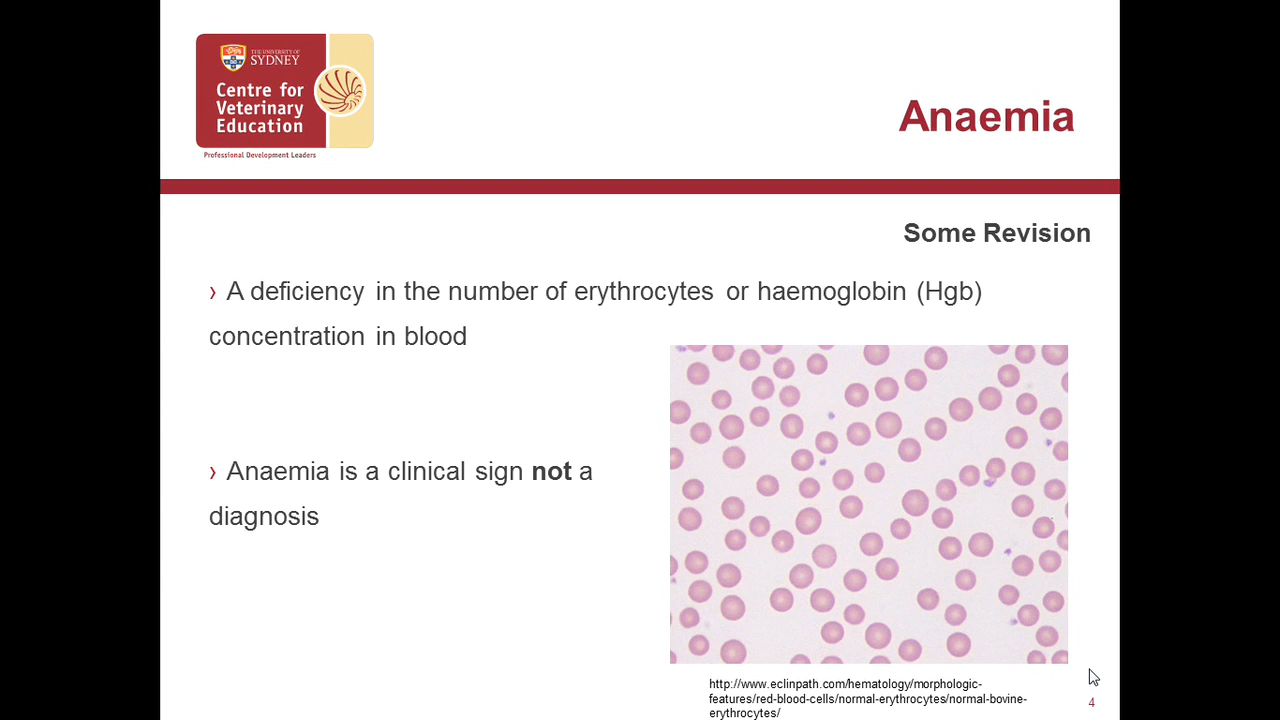 THE UNIVERSITY OF
SYDNEY
Centre for
Veterinary
Education
Professional Development Leaders
Anaemia
Some Revision
› A deficiency in the number of erythrocytes or haemoglobin (Hgb)
concentration in blood
› Anaemia is a clinical sign not a
diagnosis
http://www.eclinpath.com/hematology/morphologic-
features/red-blood-cells/normal-erythrocytes/normal-bovine-
erythrocytes/
4